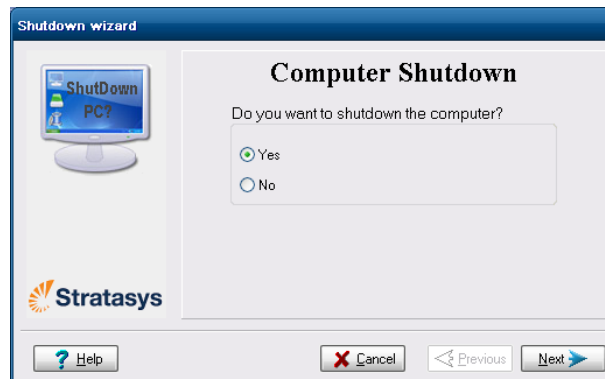 Shutdown wizard
ShutDown
PC?
Computer Shutdown
Do you want to shutdown the computer?
Yes
No
Stratasys
Help
Cancel
Previous
Next